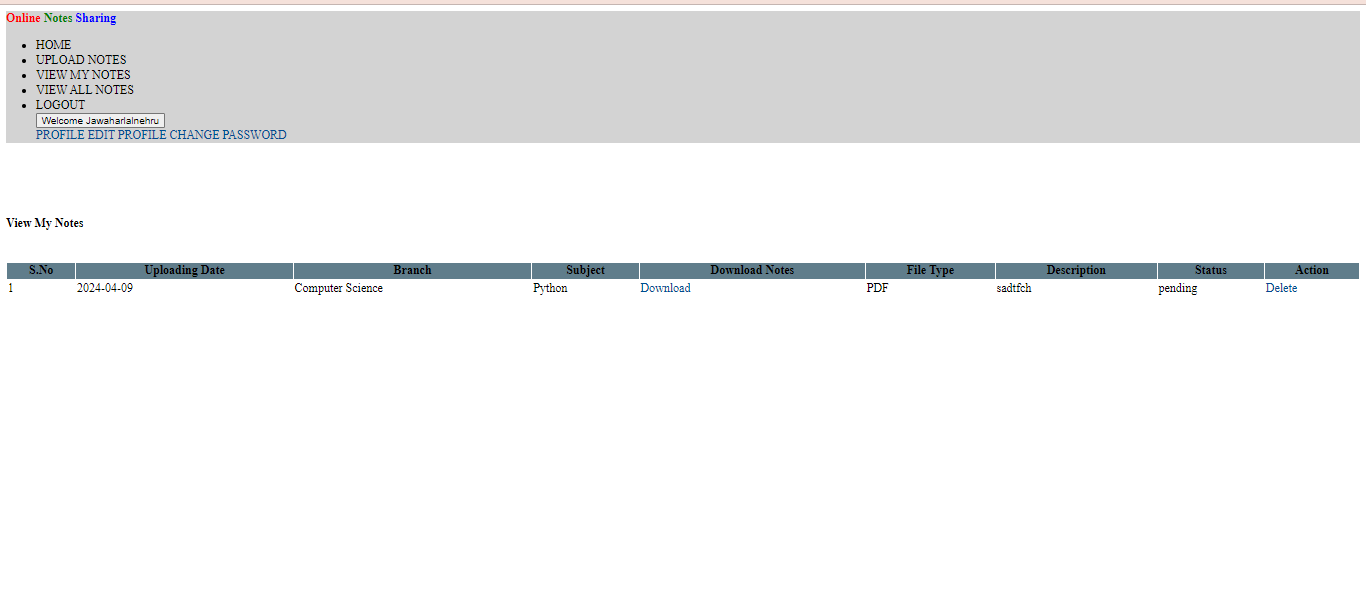 Online Notes Sharing
HOME
UPLOAD NOTES
VIEW MY NOTES
VIEW ALL NOTES
LOGOUT
Welcome Jawaharlalnehru
PROFILE EDIT PROFILE CHANGE PASSWORD
View My Notes
S.No Uploading Date Branch Subject Download Notes File Type Description Status Action
1 2024-04-09 Computer Science Python Download PDF sadtfch pending Delete